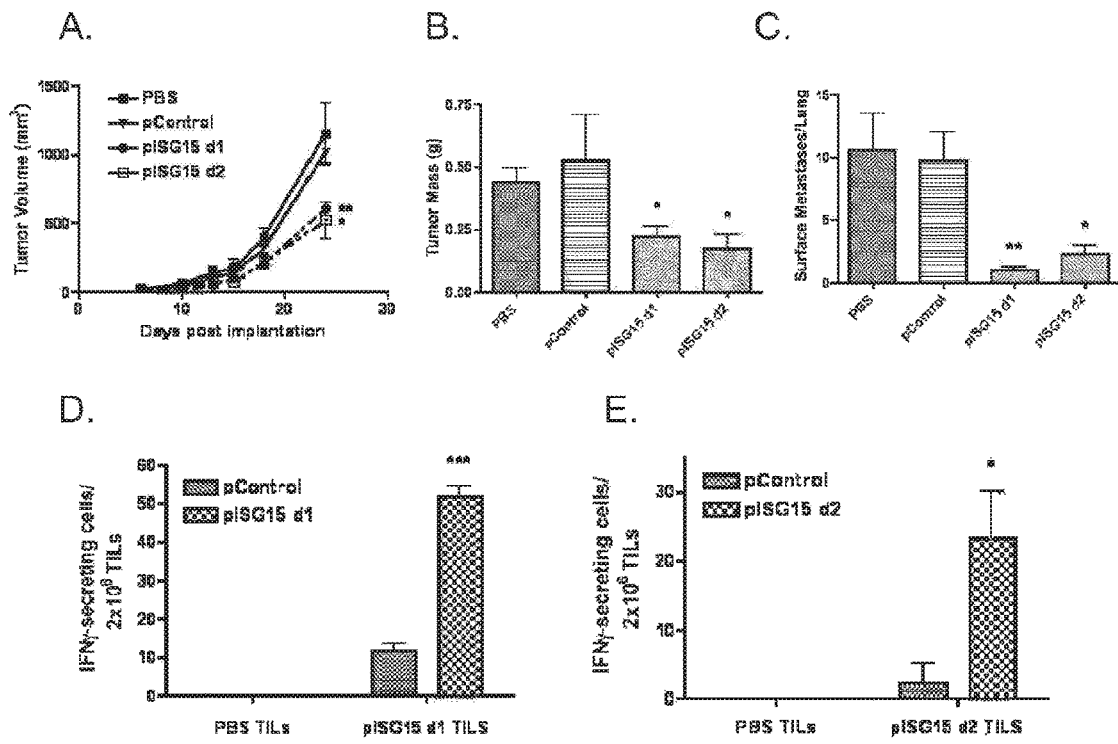 A.
B.
C.
Tumor Volume (mm³)
1500
1000
500
0
0
10
20
30
Days post implantation
PBS
pControl
pISG15 d1
pISG15 d2
**
*
Tumor Mass (g)
0.75
0.50
0.25
0.00
*
*
PBS
pControl
pISG15 d1
pISG15 d2
Surface Metastases/Lung
15
10
5
0
**
*
PBS
pControl
pISG15 d1
pISG15 d2
D.
E.
IFNγ-secreting cells/
2x10⁶ TILs
60
50
40
30
20
10
0
pControl
pISG15 d1
***
PBS TILs
pISG15 d1 TILS
IFNγ-secreting cells/
2x10⁶ TILs
30
20
10
0
pControl
pISG15 d2
*
PBS TILs
pISG15 d2 TILS